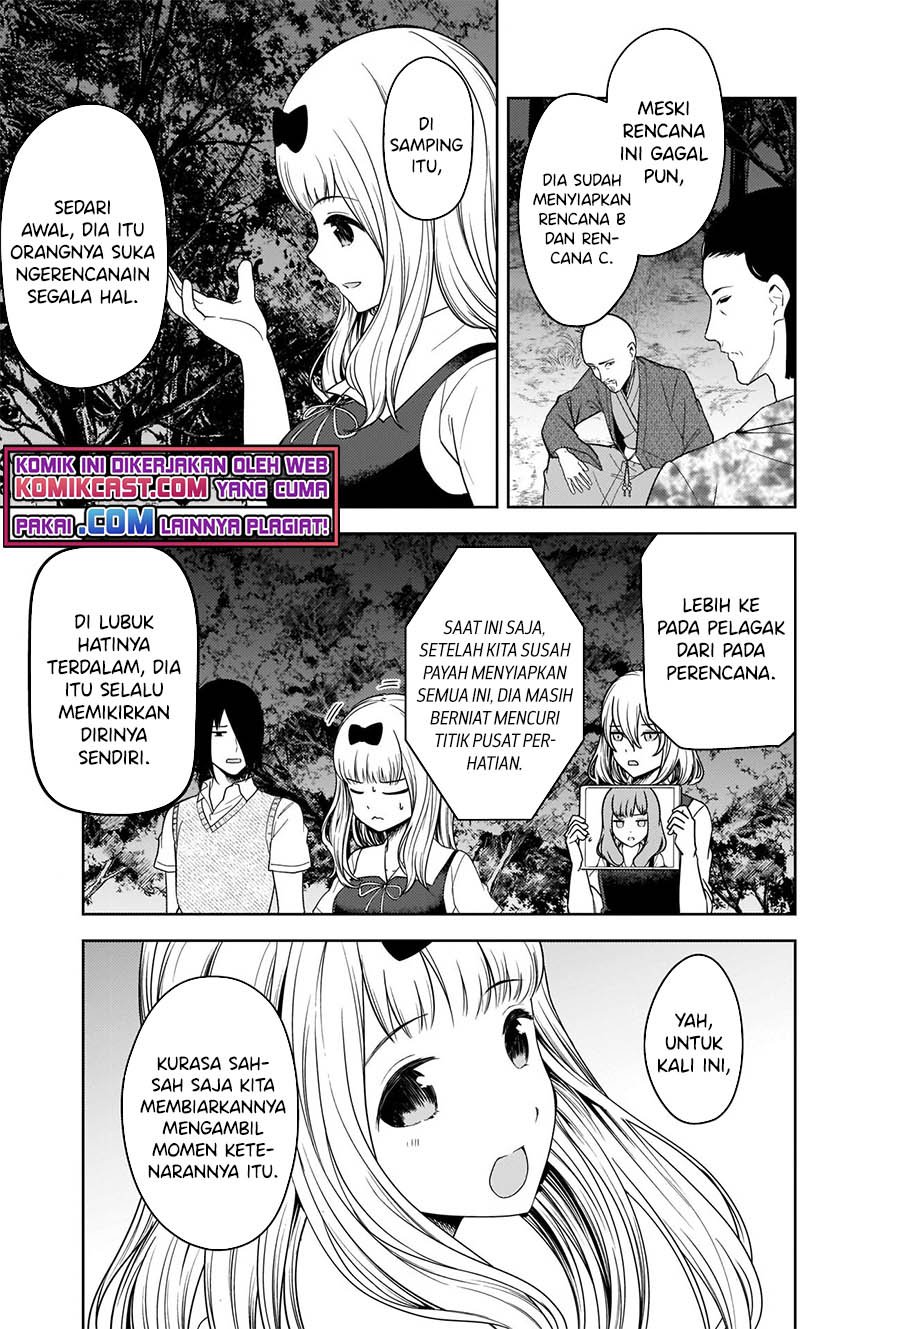 MESKI
RENCANA
INI GAGAL
PUN,
DIA SUDAH
MENYIAPKAN
RENCANA B
DAN REN-
CANA C.
DI
SAMPING
ITU,
SEDARI
AWAL, DIA ITU
ORANGNYA SUKA
NGERENCANAIN
SEGALA HAL.
KOMIK INI DIKERJAKAN OLEH WEB
KOMIKCAST.COM YANG CUMA
PAKAI .COM LAINNYA PLAGIAT!
LEBIH KE
PADA PELAGAK
DARI PADA
PERENCANA.
SAAT INI SAJA,
SETELAH KITA SUSAH
PAYAH MENYIAPKAN
SEMUA INI, DIA MASIH
BERNIAT MENCURI
TITIK PUSAT PER-
HATIAN.
DI LUBUK
HATINYA
TERDALAM, DIA
ITU SELALU
MEMIKIRKAN
DIRINYA
SENDIRI.
YAH,
UNTUK
KALI INI,
KURASA SAH-
SAH SAJA KITA
MEMBIARKANNYA
MENGAMBIL
MOMEN KETE-
NARANNYA ITU.